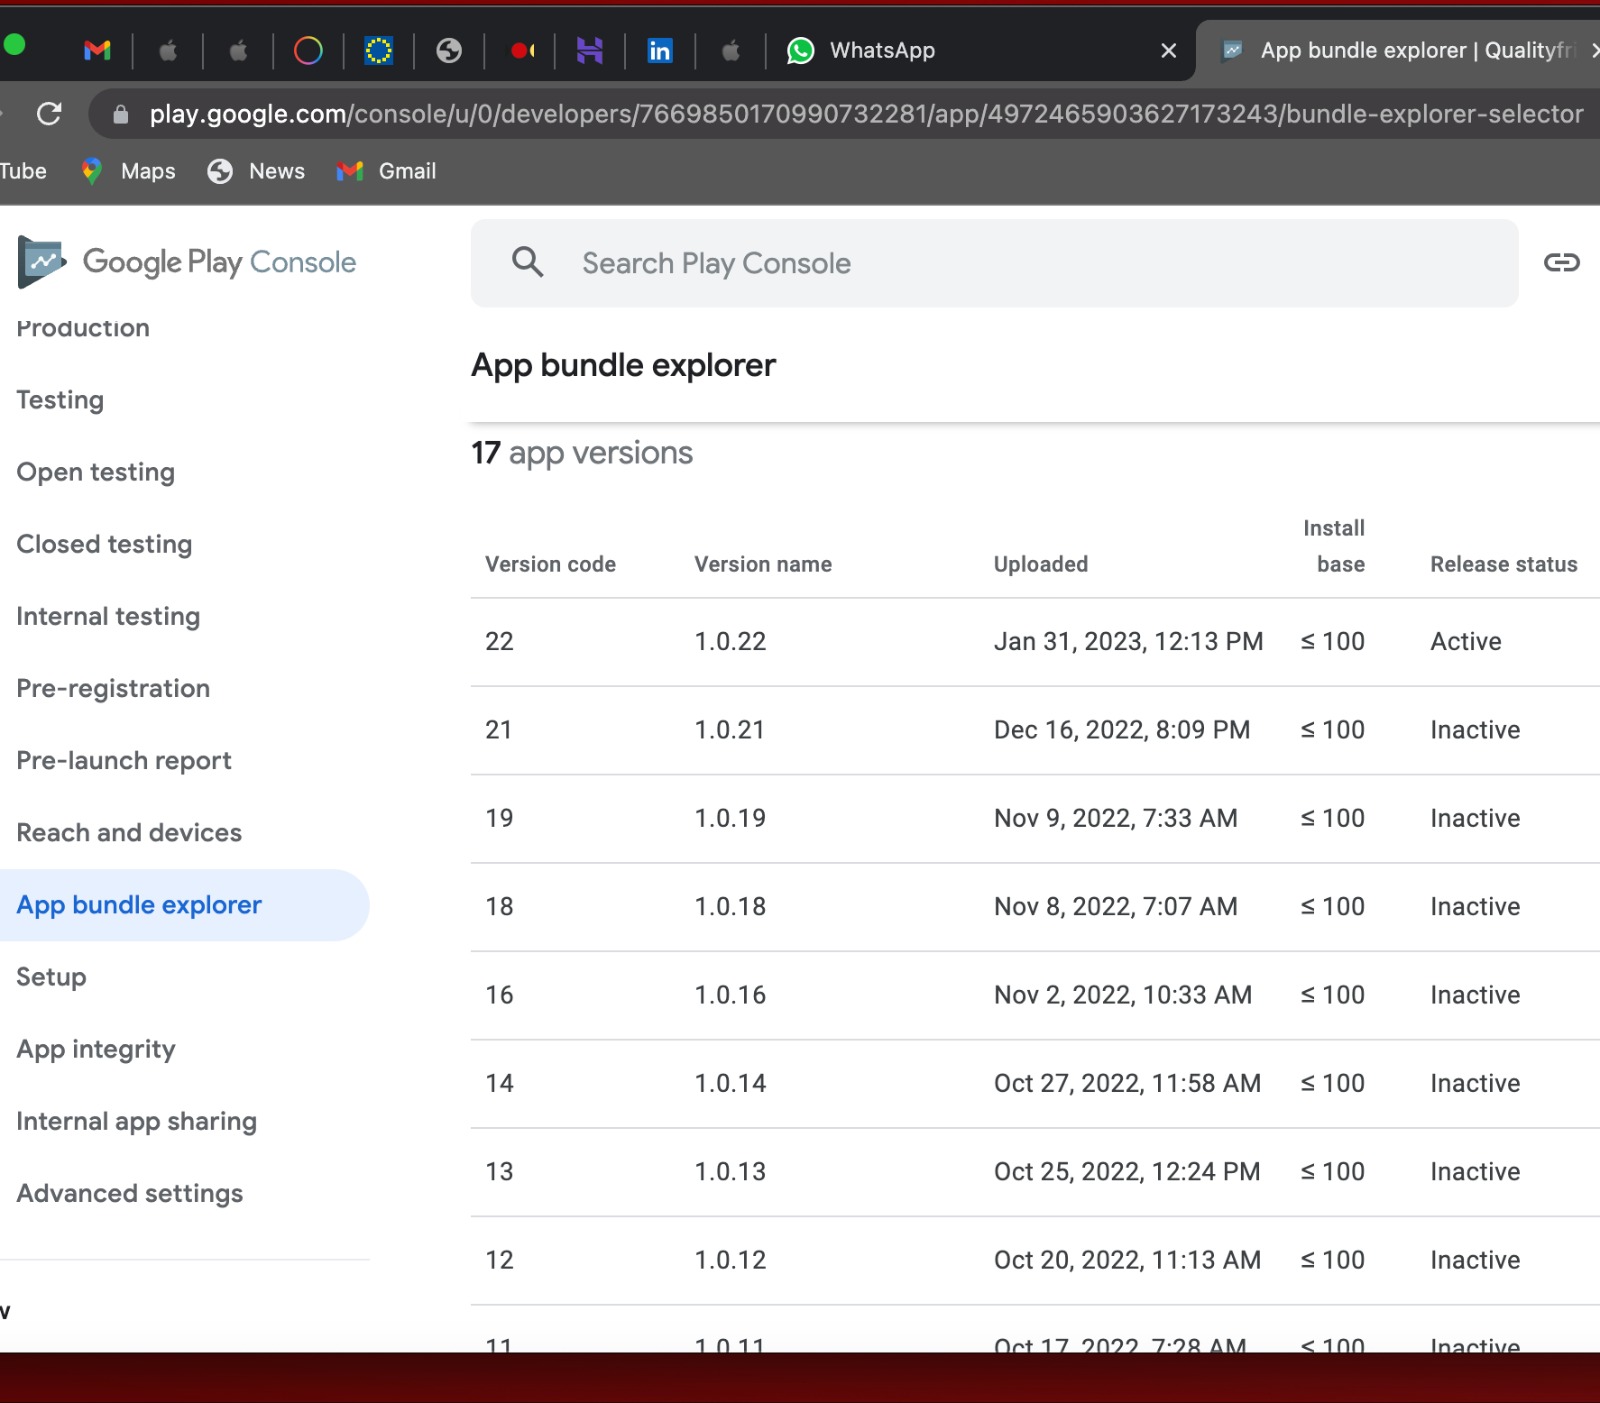 WhatsApp
App bundle explorer | Qualityfri
play.google.com/console/u/0/developers/7669850170990732281/app/4972465903627173243/bundle-explorer-selector
Tube Maps News Gmail
Google Play Console
Search Play Console
Production
Testing
Open testing
Closed testing
Internal testing
Pre-registration
Pre-launch report
Reach and devices
App bundle explorer
Setup
App integrity
Internal app sharing
Advanced settings
App bundle explorer
17 app versions
Version code Version name Uploaded Install base Release status
22 1.0.22 Jan 31, 2023, 12:13 PM ≤ 100 Active
21 1.0.21 Dec 16, 2022, 8:09 PM ≤ 100 Inactive
19 1.0.19 Nov 9, 2022, 7:33 AM ≤ 100 Inactive
18 1.0.18 Nov 8, 2022, 7:07 AM ≤ 100 Inactive
16 1.0.16 Nov 2, 2022, 10:33 AM ≤ 100 Inactive
14 1.0.14 Oct 27, 2022, 11:58 AM ≤ 100 Inactive
13 1.0.13 Oct 25, 2022, 12:24 PM ≤ 100 Inactive
12 1.0.12 Oct 20, 2022, 11:13 AM ≤ 100 Inactive
11 1.0.11 Oct 17, 2022, 7:28 AM ≤ 100 Inactive